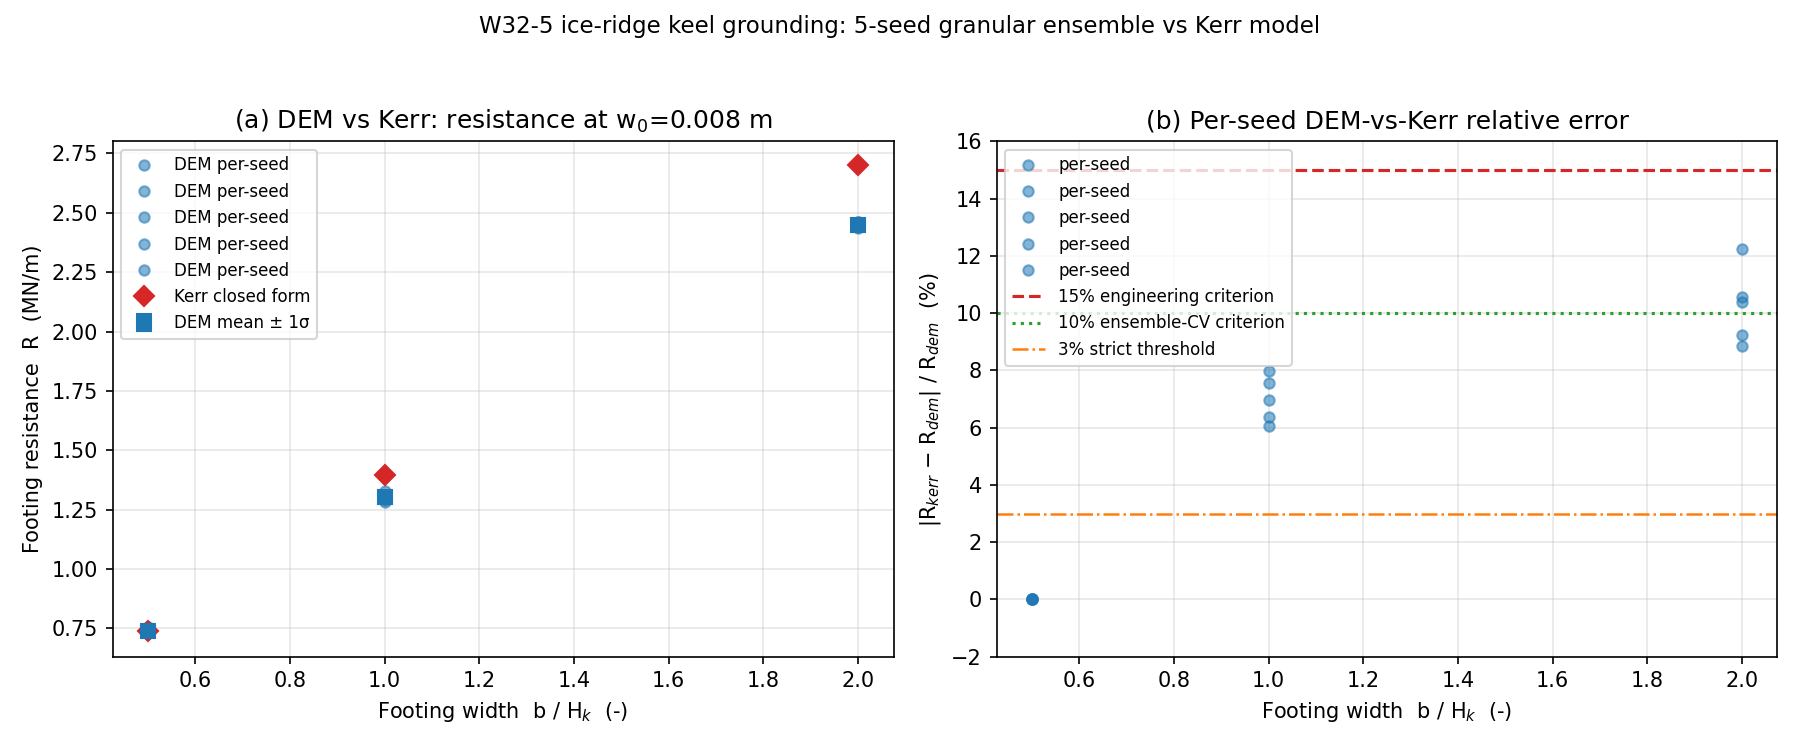 W32-5 ice-ridge keel grounding: 5-seed granular ensemble vs Kerr model
(a) DEM vs Kerr: resistance at w₀=0.008 m
2.75
2.50
2.25
2.00
1.75
1.50
1.25
1.00
0.75
Footing resistance R (MN/m)
DEM per-seed
DEM per-seed
DEM per-seed
DEM per-seed
DEM per-seed
Kerr closed form
DEM mean ± 1σ
0.6 0.8 1.0 1.2 1.4 1.6 1.8 2.0
Footing width b / Hₖ (-)
(b) Per-seed DEM-vs-Kerr relative error
16
14
12
10
8
6
4
2
0
−2
|R_kerr − R_dem| / R_dem (%)
per-seed
per-seed
per-seed
per-seed
per-seed
15% engineering criterion
10% ensemble-CV criterion
3% strict threshold
0.6 0.8 1.0 1.2 1.4 1.6 1.8 2.0
Footing width b / Hₖ (-)